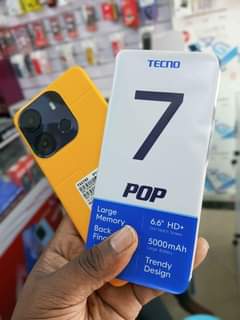 TECNO
7
POP
Large
Memory
6.6" HD+
Back
5000mAh
Trendy
Design